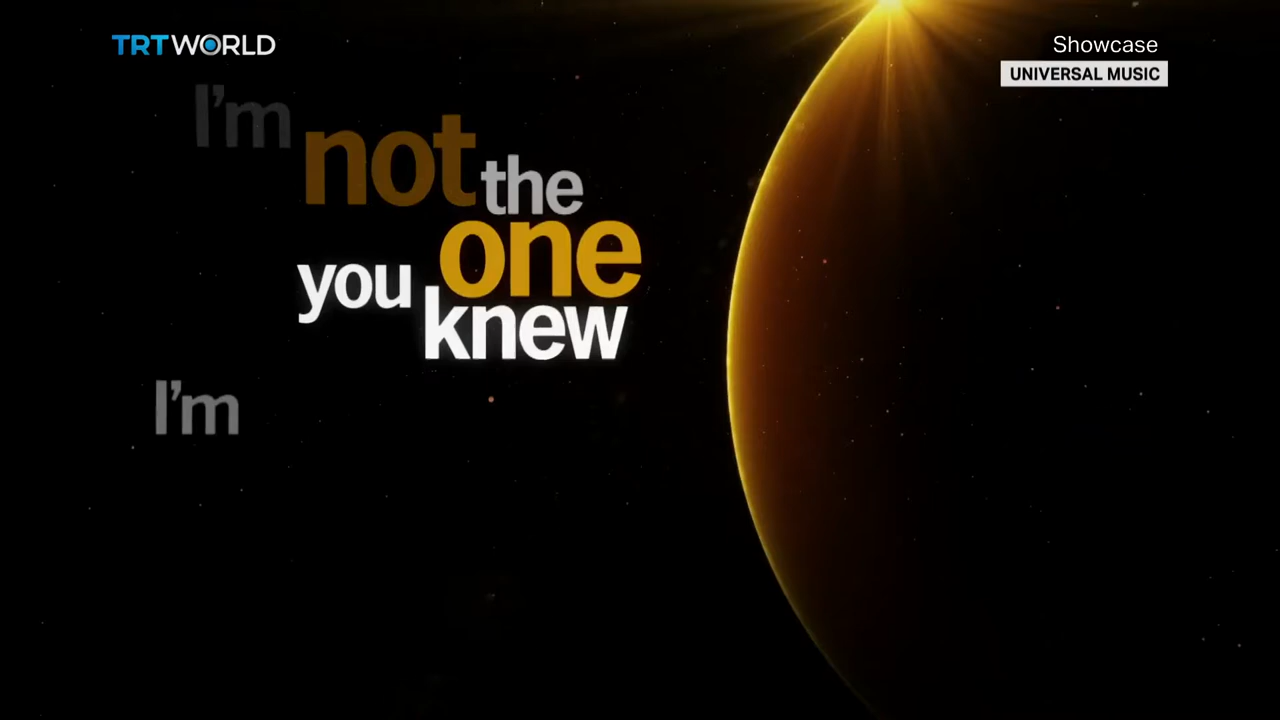 TRT WORLD
Showcase
UNIVERSAL MUSIC
I'm not the
one
you knew
I'm